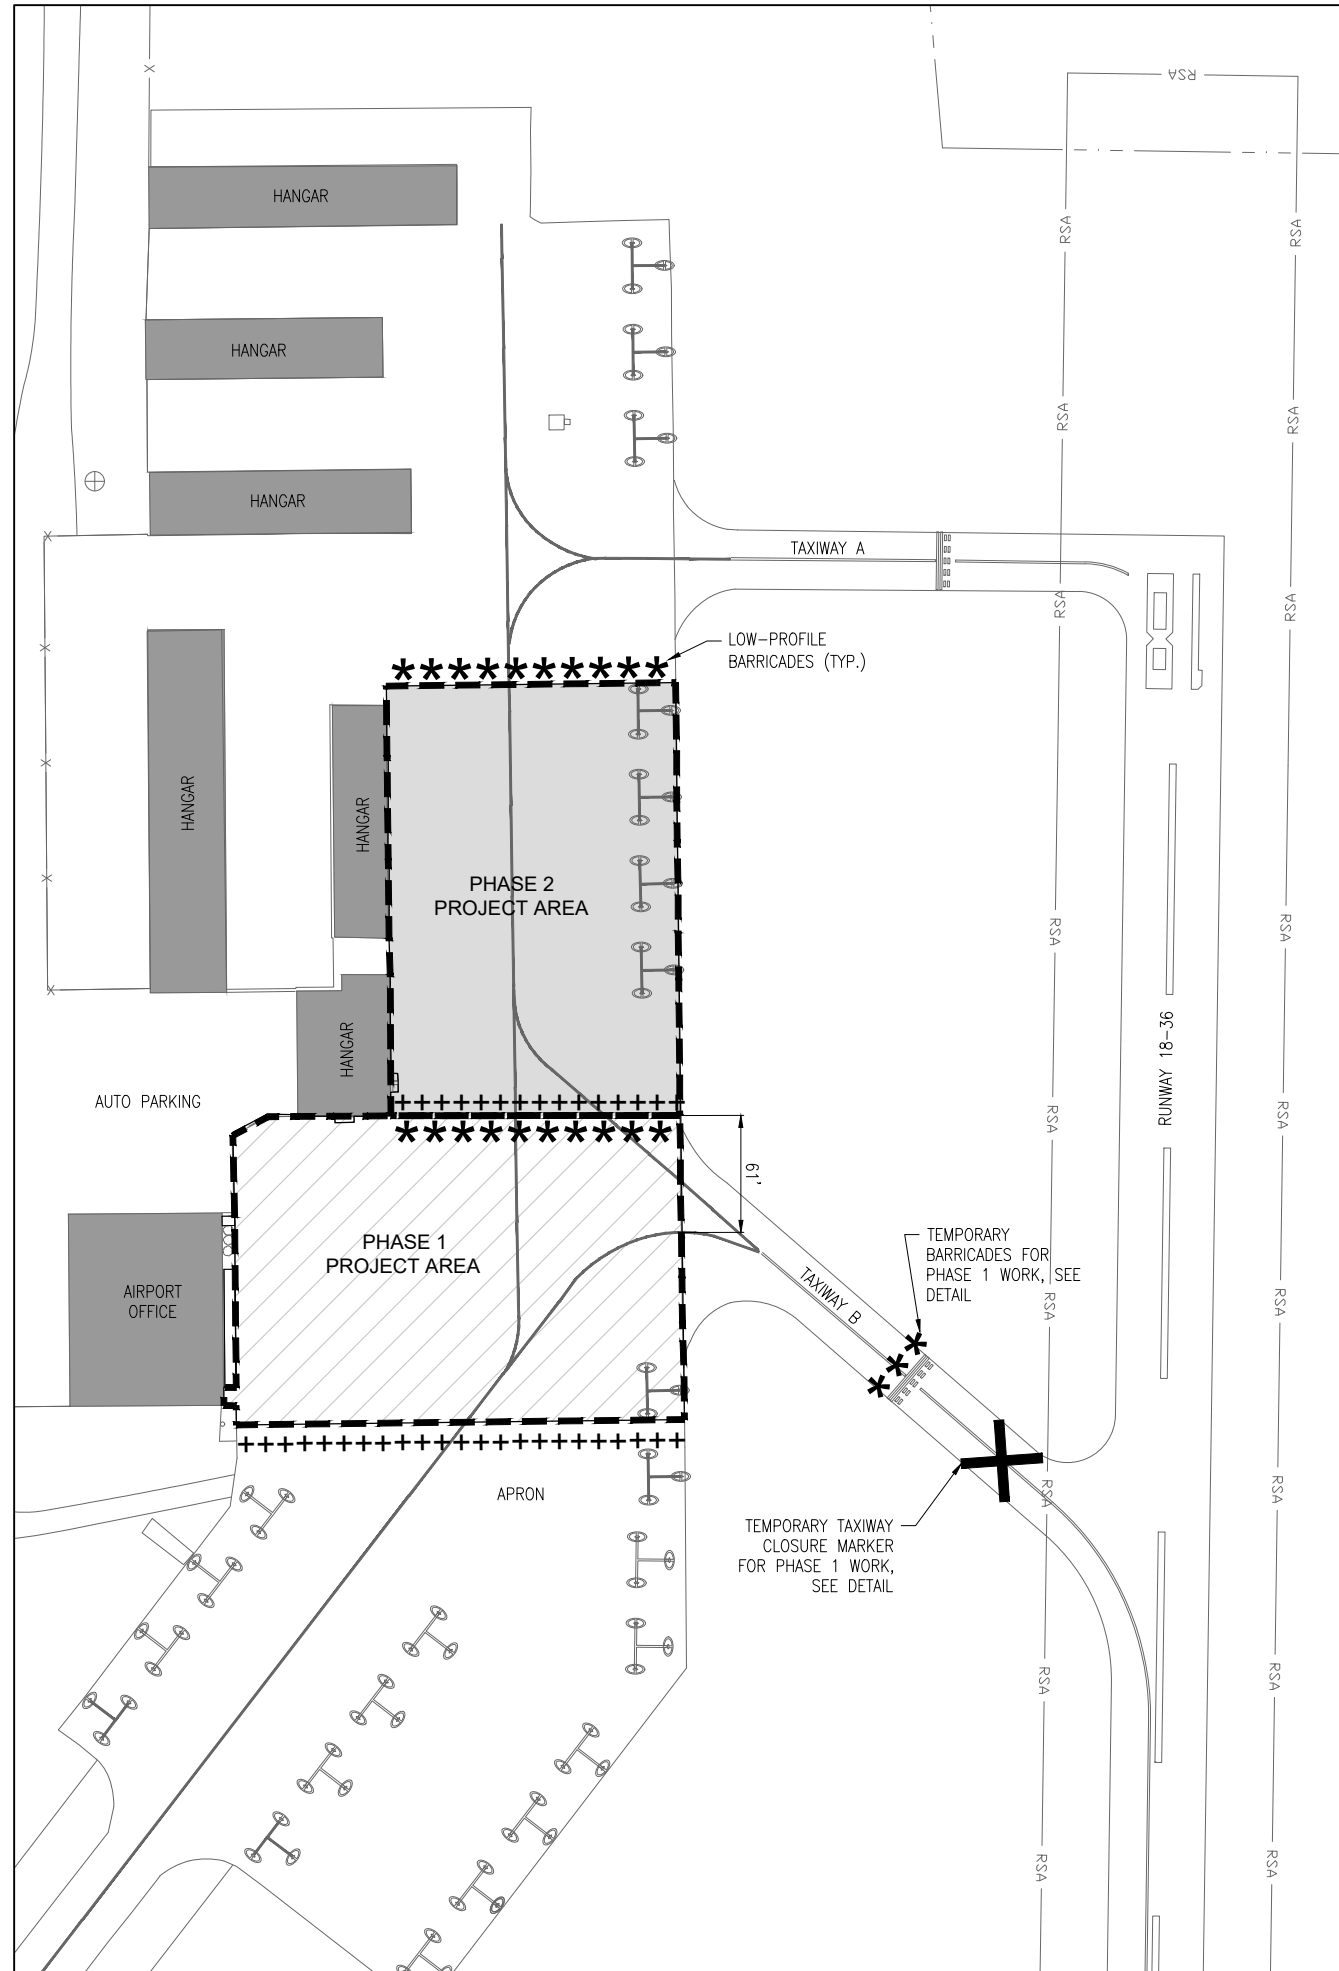 RSA
HANGAR
RSA
RSA
HANGAR
RSA
RSA
HANGAR
TAXIWAY A
RSA
RSA
LOW-PROFILE
BARRICADES (TYP.)
HANGAR
HANGAR
PHASE 2
PROJECT AREA
RSA
RSA
HANGAR
RUNWAY 18-36
AUTO PARKING
RSA
RSA
61'
PHASE 1
PROJECT AREA
TEMPORARY
BARRICADES FOR
PHASE 1 WORK, SEE
DETAIL
AIRPORT
OFFICE
TAXIWAY B
RSA
RSA
APRON
RSA
RSA
TEMPORARY TAXIWAY
CLOSURE MARKER
FOR PHASE 1 WORK,
SEE DETAIL
RSA
RSA
RSA
RSA